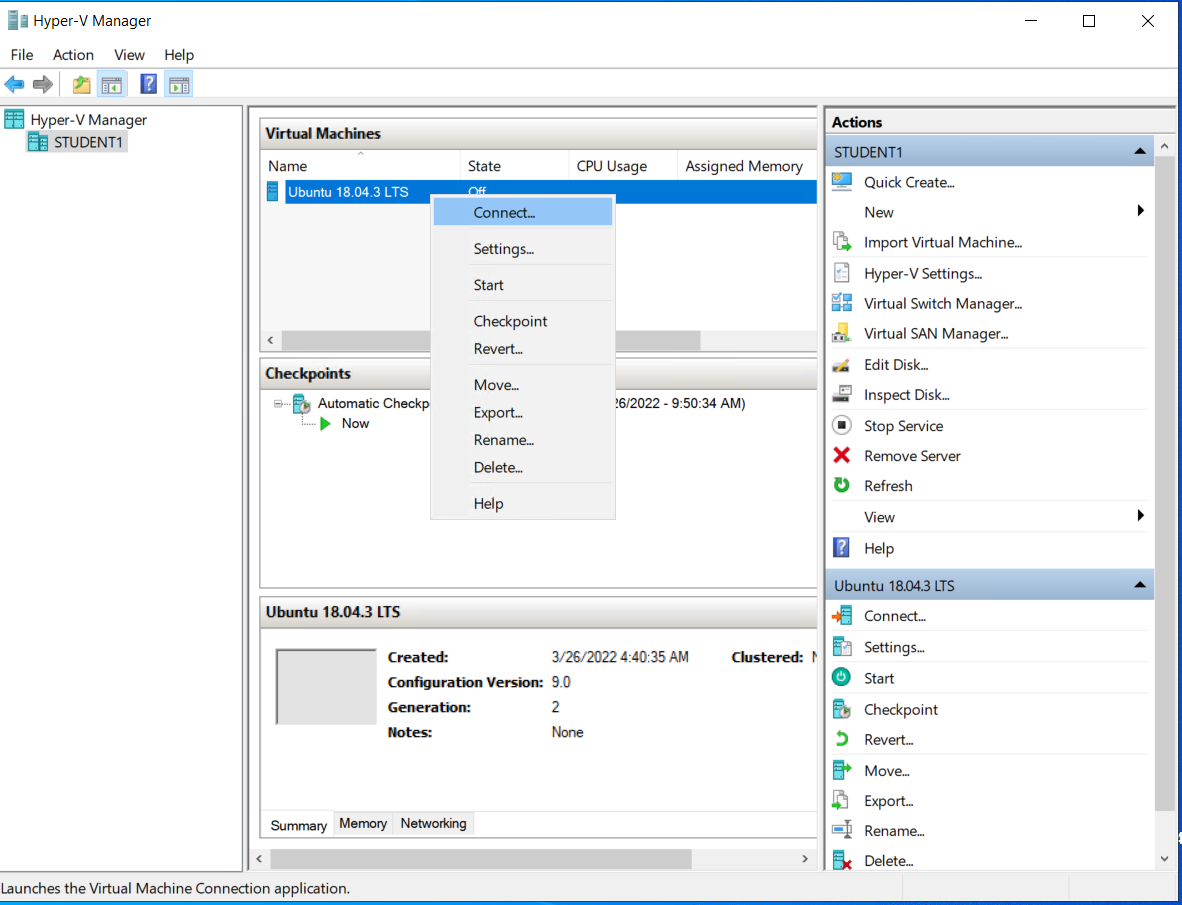 Hyper-V Manager
File Action View Help
Hyper-V Manager
STUDENT1
Virtual Machines
Name State CPU Usage Assigned Memory
Ubuntu 18.04.3 LTS Off
Connect...
Settings...
Start
Checkpoint
Revert...
Move...
Export...
Rename...
Delete...
Help
Checkpoints
Automatic Checkp 26/2022 - 9:50:34 AM)
Now
Ubuntu 18.04.3 LTS
Created: 3/26/2022 4:40:35 AM Clustered:
Configuration Version: 9.0
Generation: 2
Notes: None
Summary Memory Networking
Actions
STUDENT1
Quick Create...
New
Import Virtual Machine...
Hyper-V Settings...
Virtual Switch Manager...
Virtual SAN Manager...
Edit Disk...
Inspect Disk...
Stop Service
Remove Server
Refresh
View
Help
Ubuntu 18.04.3 LTS
Connect...
Settings...
Start
Checkpoint
Revert...
Move...
Export...
Rename...
Delete...
Launches the Virtual Machine Connection application.